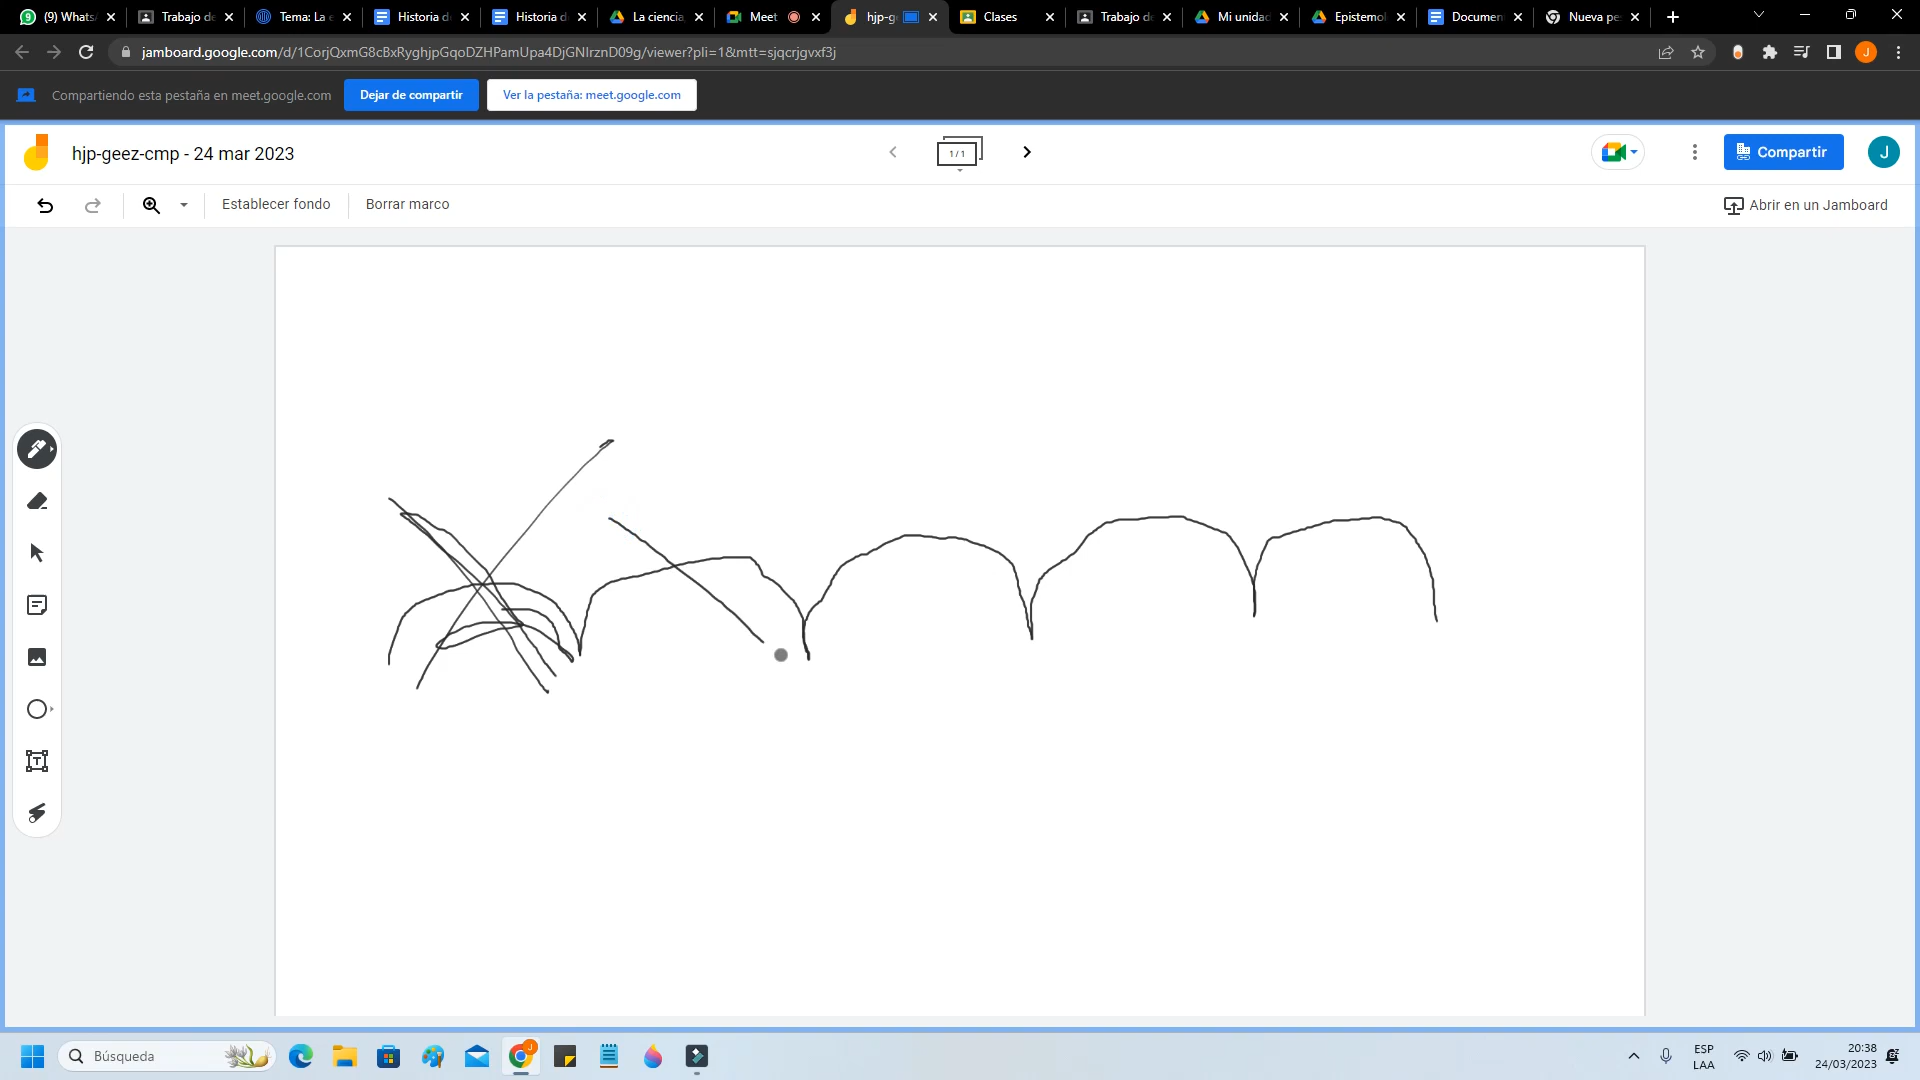 (9) Whats
Trabajo de
Tema: La e
Historia d
Historia d
La ciencia,
Meet
hjp-g
Clases
Trabajo de
Mi unidad
Epistemol
Documen
Nueva pe
jamboard.google.com/d/1CorjQxmG8cBxRyghjpGqoDZHPamUpa4DjGNIrznD09g/viewer?pli=1&mtt=sjqcrjgvxf3j
J
Compartiendo esta pestaña en meet.google.com
Dejar de compartir
Ver la pestaña: meet.google.com
hjp-geez-cmp - 24 mar 2023
1 / 1
Compartir
J
Establecer fondo
Borrar marco
Abrir en un Jamboard
Búsqueda
ESP
LAA
20:38
24/03/2023